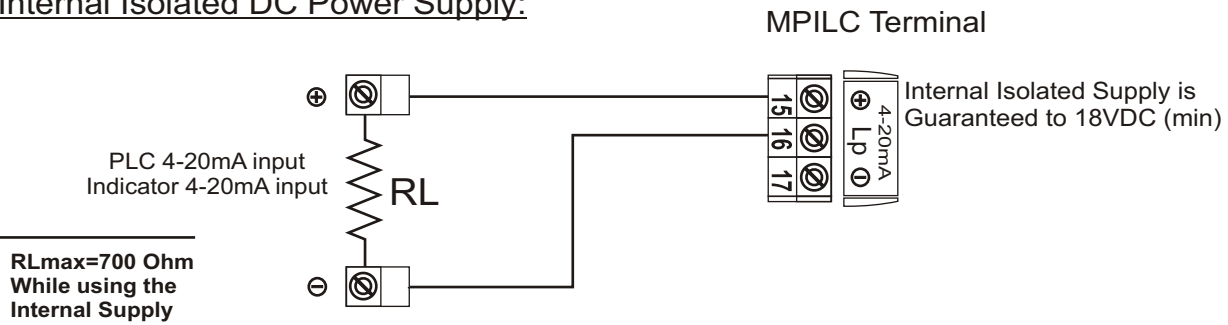 Internal Isolated DC Power Supply:
MPILC Terminal
⊕
PLC 4-20mA input
Indicator 4-20mA input
RL
⊖
RLmax=700 Ohm
While using the
Internal Supply
15
16
17
⊕ Lp ⊖
4-20mA
Internal Isolated Supply is
Guaranteed to 18VDC (min)